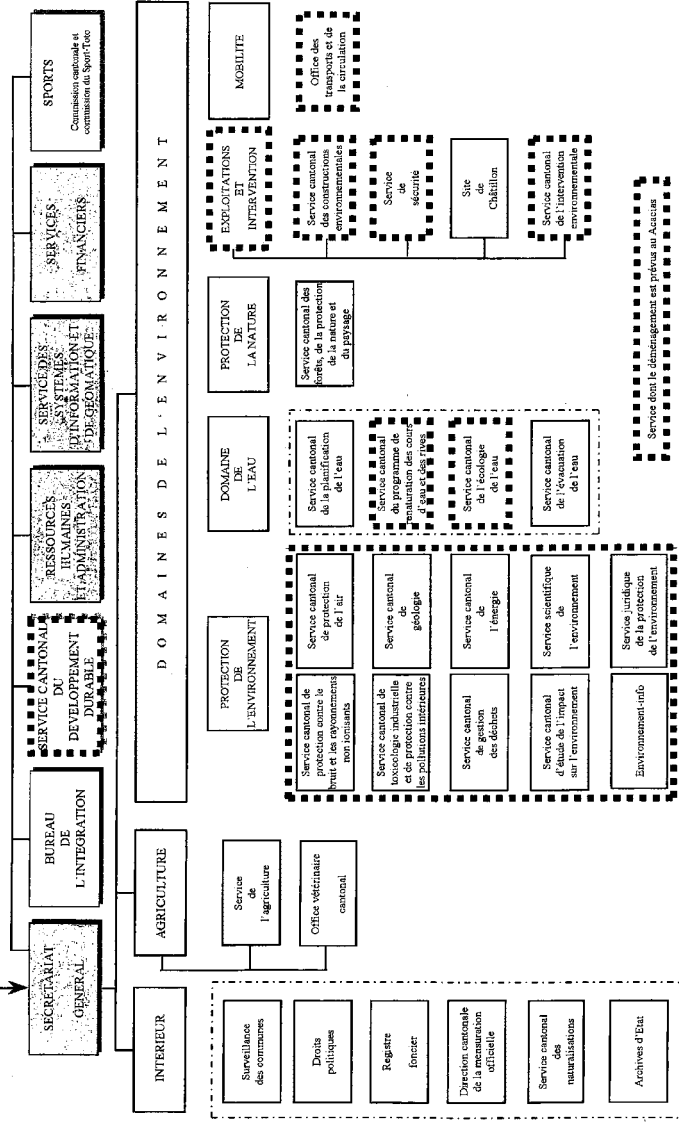 SECRETARIAT
GENERAL
BUREAU
DE
L'INTEGRATION
SERVICE CANTONAL
DU
DEVELOPPEMENT
DURABLE
RESSOURCES
HUMAINES
ET ADMINISTRATION
SERVICE DES
SYSTEMES
D'INFORMATION ET
DE GEOMATIQUE
SERVICES
FINANCIERS
SPORTS
Commission cantonale et
commission du Sport-Toto
INTERIEUR
AGRICULTURE
DOMAINES DE L'ENVIRONNEMENT
Surveillance
des communes
Droits
politiques
Registre
foncier
Direction cantonale
de la mensuration
officielle
Service cantonal
des
naturalisations
Archives d'Etat
Service
de
l'agriculture
Office vétérinaire
cantonal
PROTECTION
DE
L'ENVIRONNEMENT
Service cantonal de
protection contre le
bruit et les rayonnements
non ionisants
Service cantonal
de protection
de l'air
Service cantonal de
toxicologie industrielle
et de protection contre
les pollutions intérieures
Service cantonal
de
géologie
Service cantonal
de gestion
des déchets
Service cantonal
de
l'énergie
Service cantonal
d'étude de l'impact
sur l'environnement
Service scientifique
de
l'environnement
Environnement-info
Service juridique
de la protection
de l'environnement
DOMAINE
DE
L'EAU
Service cantonal
de la planification
de l'eau
Service cantonal
du programme de
renaturation des cours
d'eau et des rives
Service cantonal
de l'écologie
de l'eau
Service cantonal
de l'évacuation
de l'eau
PROTECTION
DE
LA NATURE
Service cantonal des
forêts, de la protection
de la nature et
du paysage
EXPLOITATIONS
ET
INTERVENTION
Service cantonal
des constructions
environnementales
Service
de
sécurité
Site
de
Châtillon
Service cantonal
de l'intervention
environnementale
MOBILITE
Office des
transports et de
la circulation
Service dont le déménagement est prévus au Acacias